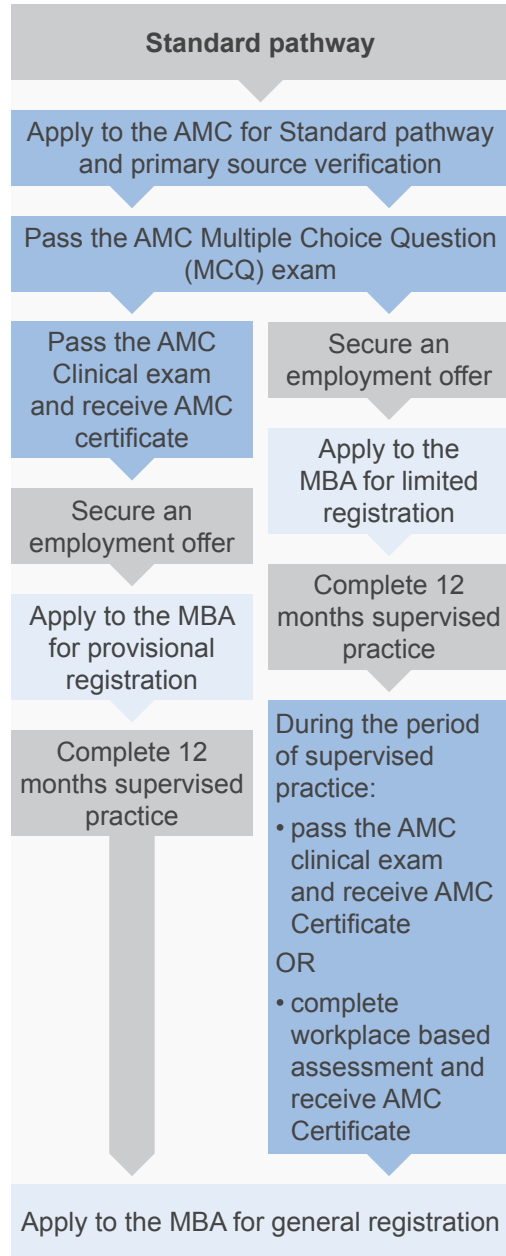 Standard pathway
Apply to the AMC for Standard pathway
and primary source verification
Pass the AMC Multiple Choice Question
(MCQ) exam
Pass the AMC
Clinical exam
and receive AMC
certificate
Secure an
employment offer
Apply to the MBA
for provisional
registration
Complete 12
months supervised
practice
Secure an
employment offer
Apply to the
MBA for limited
registration
Complete 12
months supervised
practice
During the period
of supervised
practice:
• pass the AMC
clinical exam
and receive AMC
Certificate
OR
• complete
workplace based
assessment and
receive AMC
Certificate
Apply to the MBA for general registration